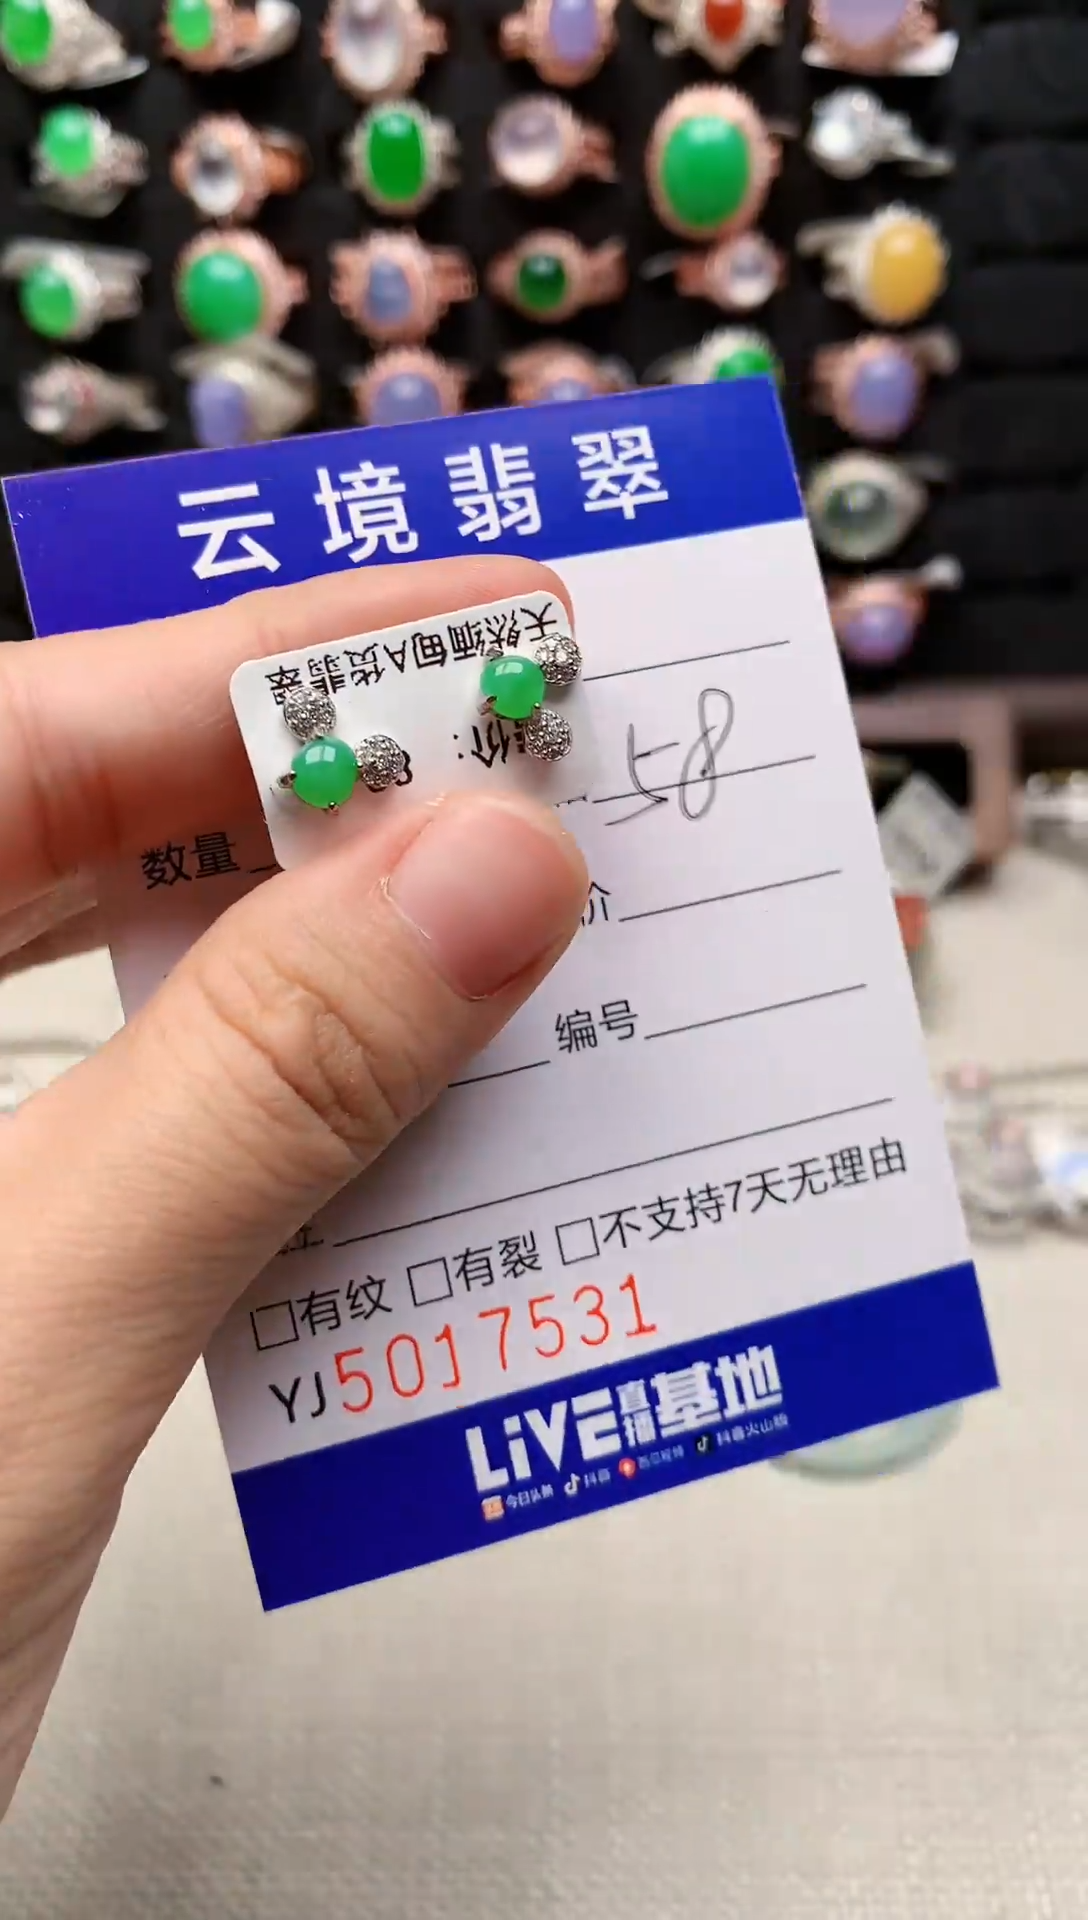 云境翡翠
天然缅甸A货翡翠
价:
58
数量
价
编号
□有纹 □有裂 □不支持7天无理由
YJ5017531
LiVE直播基地
今日头条 抖音 西瓜视频 抖音火山版